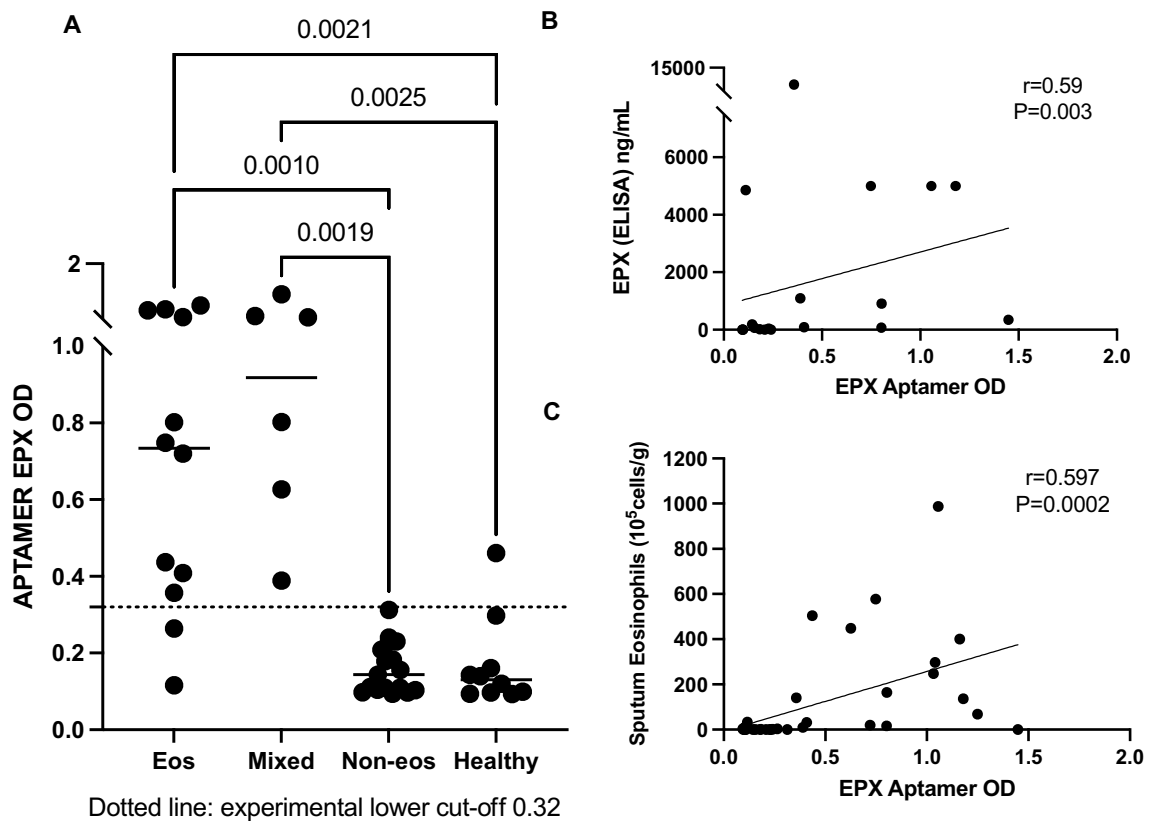 A
0.0021
0.0025
0.0010
0.0019
2
1.0
0.8
0.6
0.4
0.2
0.0
APTAMER EPX OD
Eos Mixed Non-eos Healthy
Dotted line: experimental lower cut-off 0.32
B
15000
6000
4000
2000
0
EPX (ELISA) ng/mL
r=0.59
P=0.003
0.0 0.5 1.0 1.5 2.0
EPX Aptamer OD
C
1200
1000
800
600
400
200
0
Sputum Eosinophils (10⁵cells/g)
r=0.597
P=0.0002
0.0 0.5 1.0 1.5 2.0
EPX Aptamer OD